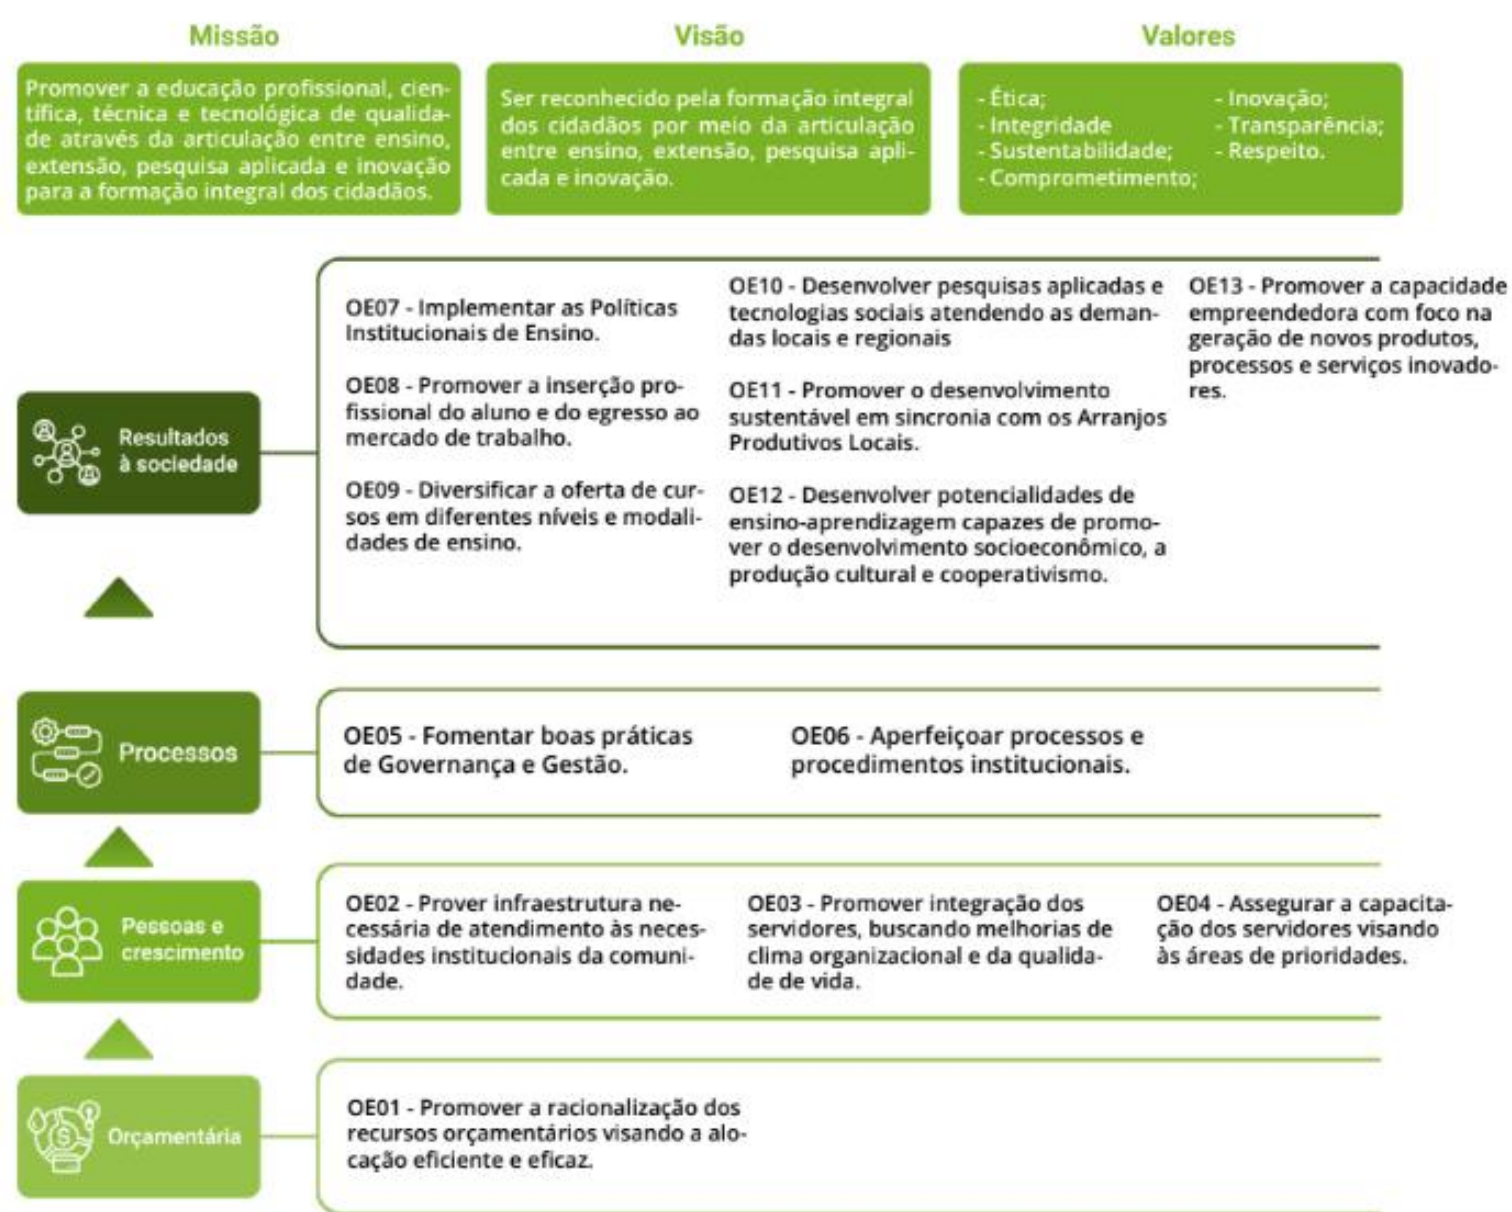 Missão
Promover a educação profissional, cien-
tífica, técnica e tecnológica de qualida-
de através da articulação entre ensino,
extensão, pesquisa aplicada e inovação
para a formação integral dos cidadãos.
Visão
Ser reconhecido pela formação integral
dos cidadãos por meio da articulação
entre ensino, extensão, pesquisa apli-
cada e inovação.
Valores
- Ética;
- Integridade
- Sustentabilidade;
- Comprometimento;
- Inovação;
- Transparência;
- Respeito.
Resultados
à sociedade
OE07 - Implementar as Políticas
Institucionais de Ensino.
OE08 - Promover a inserção pro-
fissional do aluno e do egresso ao
mercado de trabalho.
OE09 - Diversificar a oferta de cur-
sos em diferentes níveis e modali-
dades de ensino.
OE10 - Desenvolver pesquisas aplicadas e
tecnologias sociais atendendo as deman-
das locais e regionais
OE11 - Promover o desenvolvimento
sustentável em sincronia com os Arranjos
Produtivos Locais.
OE12 - Desenvolver potencialidades de
ensino-aprendizagem capazes de promo-
ver o desenvolvimento socioeconômico, a
produção cultural e cooperativismo.
OE13 - Promover a capacidade
empreendedora com foco na
geração de novos produtos,
processos e serviços inovado-
res.
Processos
OE05 - Fomentar boas práticas
de Governança e Gestão.
OE06 - Aperfeiçoar processos e
procedimentos institucionais.
Pessoas e
crescimento
OE02 - Prover infraestrutura ne-
cessária de atendimento às neces-
sidades institucionais da comuni-
dade.
OE03 - Promover integração dos
servidores, buscando melhorias de
clima organizacional e da qualida-
de de vida.
OE04 - Assegurar a capacita-
ção dos servidores visando
às áreas de prioridades.
Orçamentária
OE01 - Promover a racionalização dos
recursos orçamentários visando a alo-
cação eficiente e eficaz.